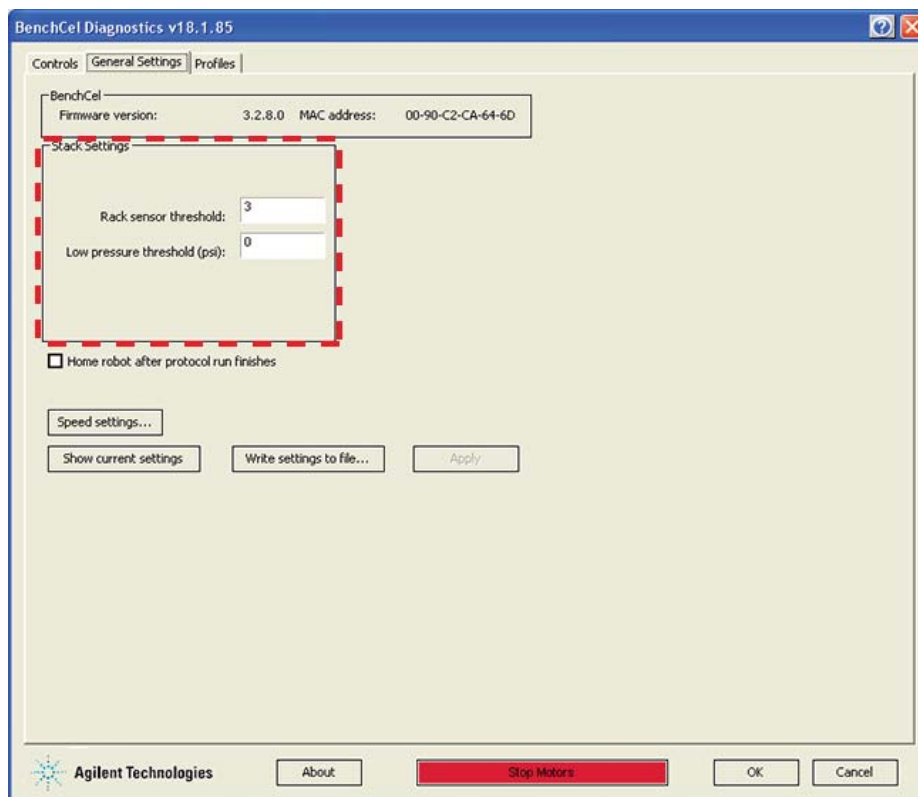 BenchCel Diagnostics v18.1.85
Controls General Settings Profiles
BenchCel
Firmware version: 3.2.8.0 MAC address: 00-90-C2-CA-64-6D
Stack Settings
Rack sensor threshold: 3
Low pressure threshold (psi): 0
Home robot after protocol run finishes
Speed settings...
Show current settings Write settings to file... Apply
Agilent Technologies About Stop Motors OK Cancel